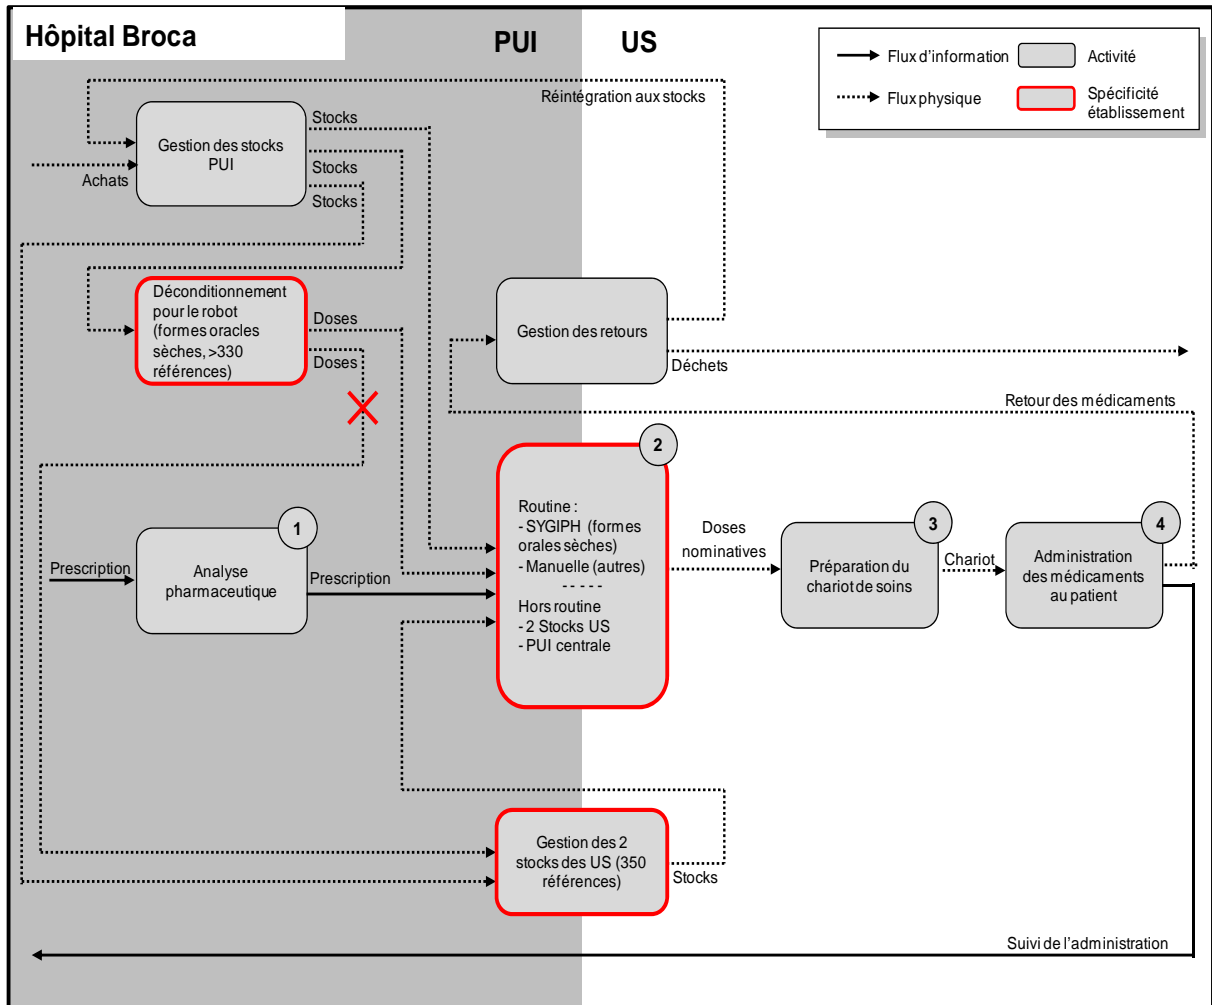 Hôpital Broca
PUI
US
Flux d'information
Activité
Flux physique
Spécificité
établissement
Réintégration aux stocks
Stocks
Gestion des stocks
PUI
Stocks
Achats
Stocks
Déconditionnement
pour le robot
(formes oracles
sèches, >330
références)
Doses
Doses
Gestion des retours
Déchets
Retour des médicaments
2
Routine :
- SYGIPH (formes
orales sèches)
- Manuelle (autres)
- - - - -
Hors routine
- 2 Stocks US
- PUI centrale
1
Prescription
Analyse
pharmaceutique
Prescription
Doses
nominatives
3
Préparation du
chariot de soins
Chariot
4
Administration
des médicaments
au patient
Gestion des 2
stocks des US (350
références)
Stocks
Suivi de l'administration